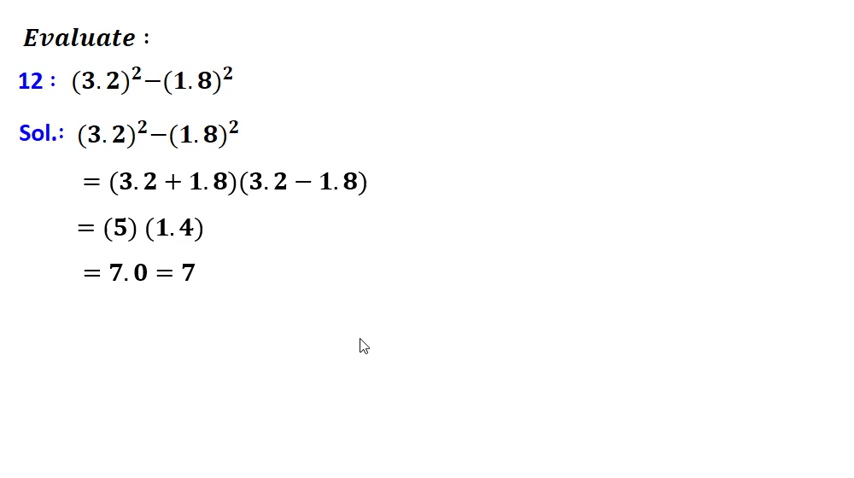 Evaluate :
12 : (3.2)²−(1.8)²
Sol.: (3.2)²−(1.8)²
= (3.2 + 1.8)(3.2 − 1.8)
= (5) (1.4)
= 7.0 = 7